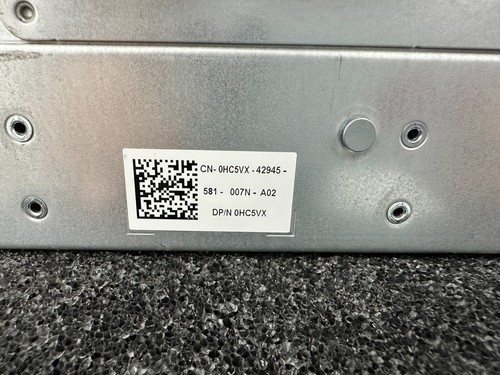 CN- 0HC5VX - 42945 -
581 - 007N - A02
DP/N 0HC5VX